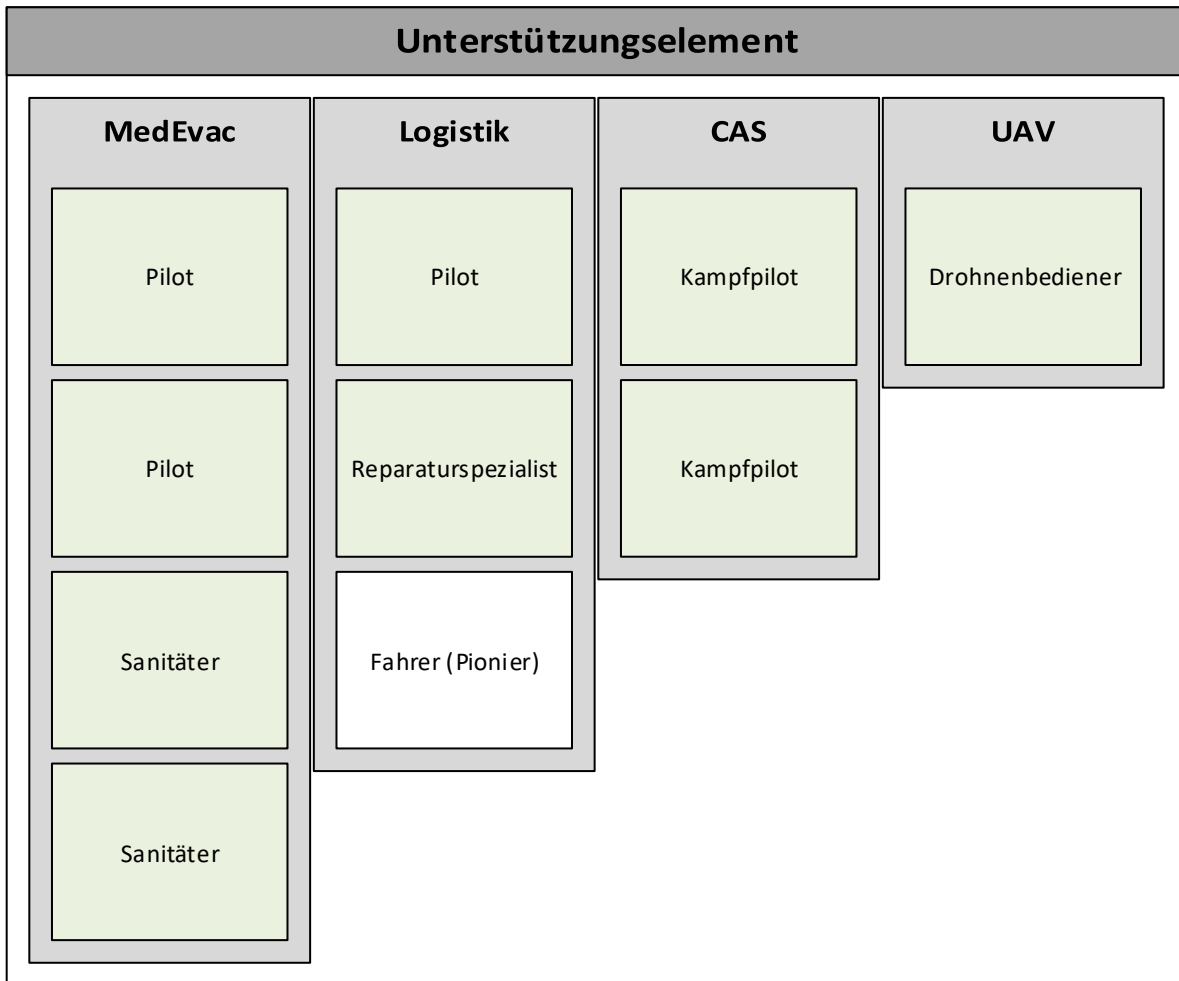 Unterstützungselement
MedEvac
Pilot
Pilot
Sanitäter
Sanitäter
Logistik
Pilot
Reparaturspezialist
Fahrer (Pionier)
CAS
Kampfpilot
Kampfpilot
UAV
Drohnenbediener